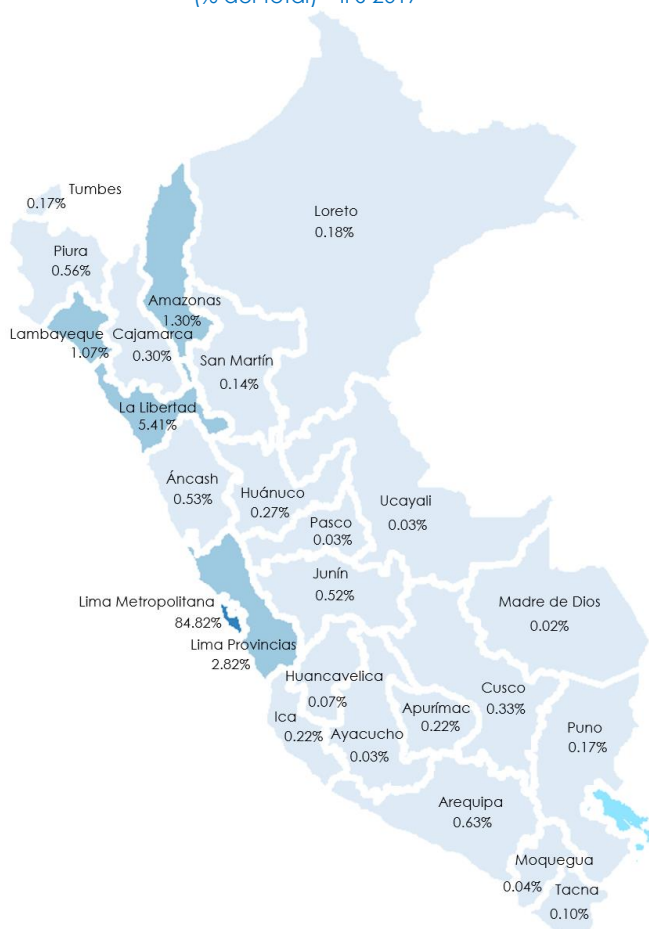 Tumbes
0.17%
Loreto
0.18%
Piura
0.56%
Amazonas
1.30%
Lambayeque
1.07%
Cajamarca
0.30%
San Martín
0.14%
La Libertad
5.41%
Áncash
0.53%
Huánuco
0.27%
Ucayali
0.03%
Pasco
0.03%
Junín
0.52%
Lima Metropolitana
84.82%
Madre de Dios
0.02%
Lima Provincias
2.82%
Huancavelica
0.07%
Cusco
0.33%
Apurímac
0.22%
Ica
0.22%
Ayacucho
0.03%
Puno
0.17%
Arequipa
0.63%
Moquegua
0.04%
Tacna
0.10%